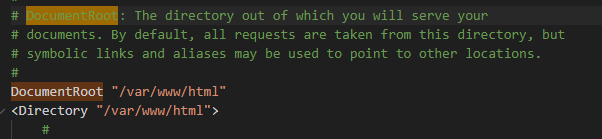 # DocumentRoot: The directory out of which you will serve your
# documents. By default, all requests are taken from this directory, but
# symbolic links and aliases may be used to point to other locations.
#
DocumentRoot "/var/www/html"
<Directory "/var/www/html">
#